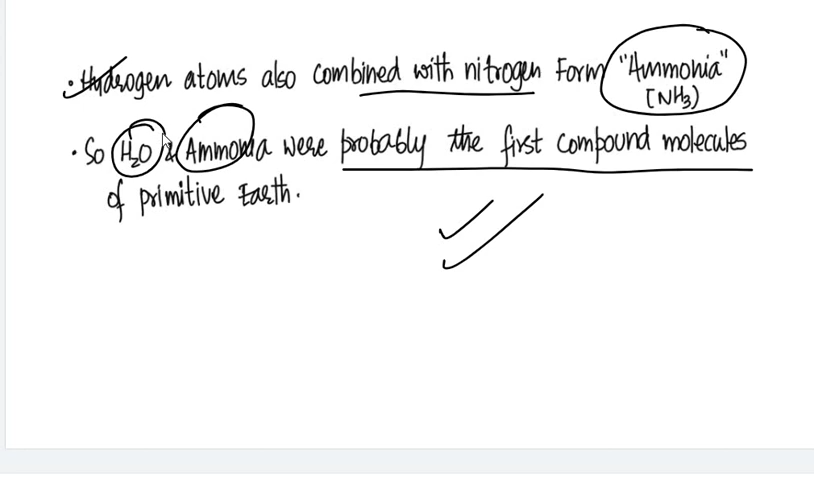 • Hydrogen atoms also combined with nitrogen Form "Ammonia"
[NH3)
• So H2O & Ammonia were probably the first compound molecules
of primitive Earth.